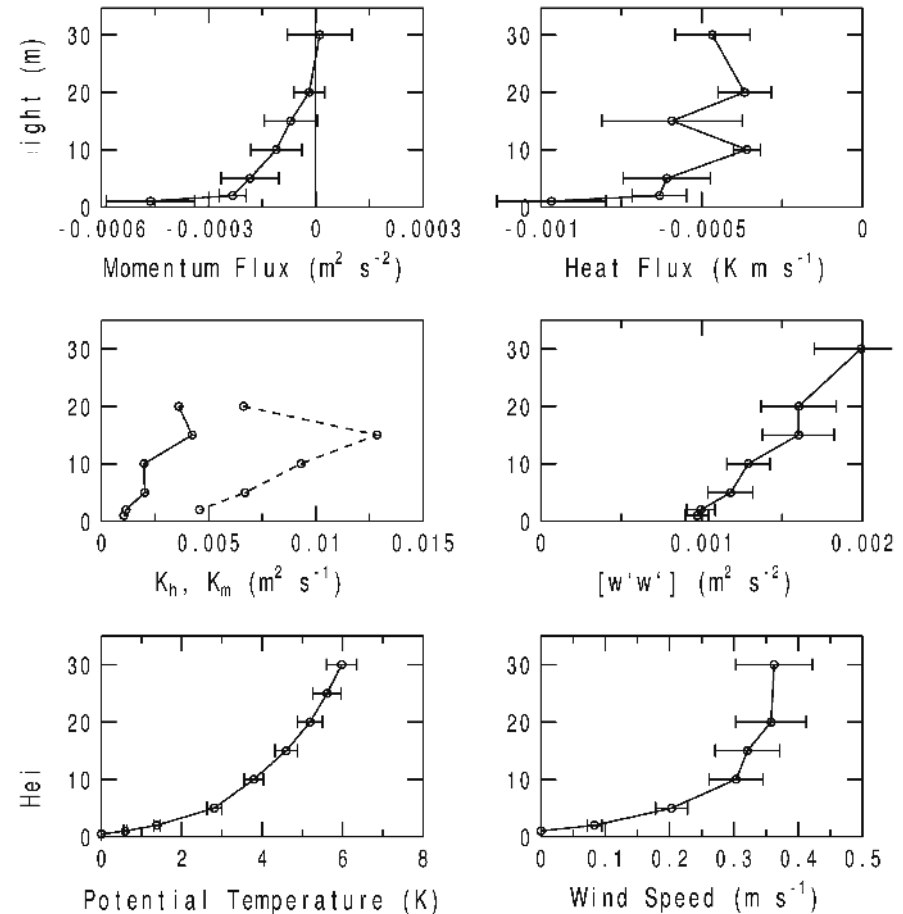 30
20
10
0
-0.0006 -0.0003 0 0.0003
Momentum Flux (m² s⁻²)
ight (m)
30
20
10
0
-0.001 -0.0005 0
Heat Flux (K m s⁻¹)
30
20
10
0
0 0.005 0.01 0.015
Kₕ, Kₘ (m² s⁻¹)
30
20
10
0
0 0.001 0.002
[w'w'] (m² s⁻²)
30
20
10
0
0 2 4 6 8
Potential Temperature (K)
Hei
30
20
10
0
0 0.1 0.2 0.3 0.4 0.5
Wind Speed (m s⁻¹)